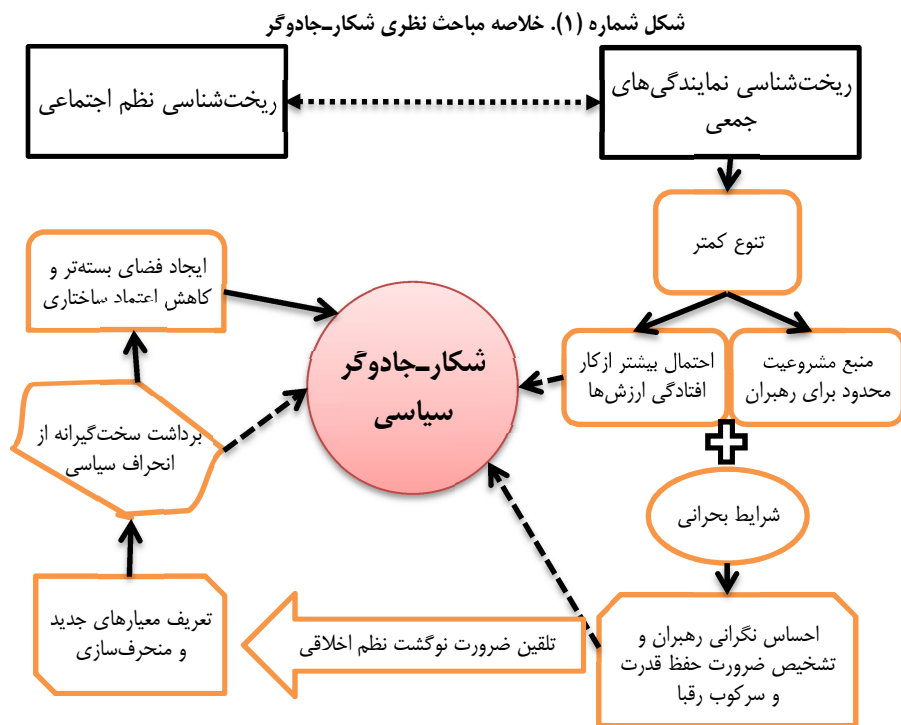 شکل شماره (۱). خلاصه مباحث نظری شکار-جادوگر
ریخت‌شناسی نمایندگی‌های
جمعی
ریخت‌شناسی نظم اجتماعی
تنوع کمتر
منبع مشروعیت
محدود برای رهبران
احتمال بیشتر ازکار
افتادگی ارزش‌ها
شرایط بحرانی
احساس نگرانی رهبران و
تشخیص ضرورت حفظ قدرت
و سرکوب رقبا
تلقین ضرورت نوگشت نظم اخلاقی
تعریف معیارهای جدید
و منحرف‌سازی
برداشت سخت‌گیرانه از
انحراف سیاسی
ایجاد فضای بسته‌تر و
کاهش اعتماد ساختاری
شکار-جادوگر
سیاسی